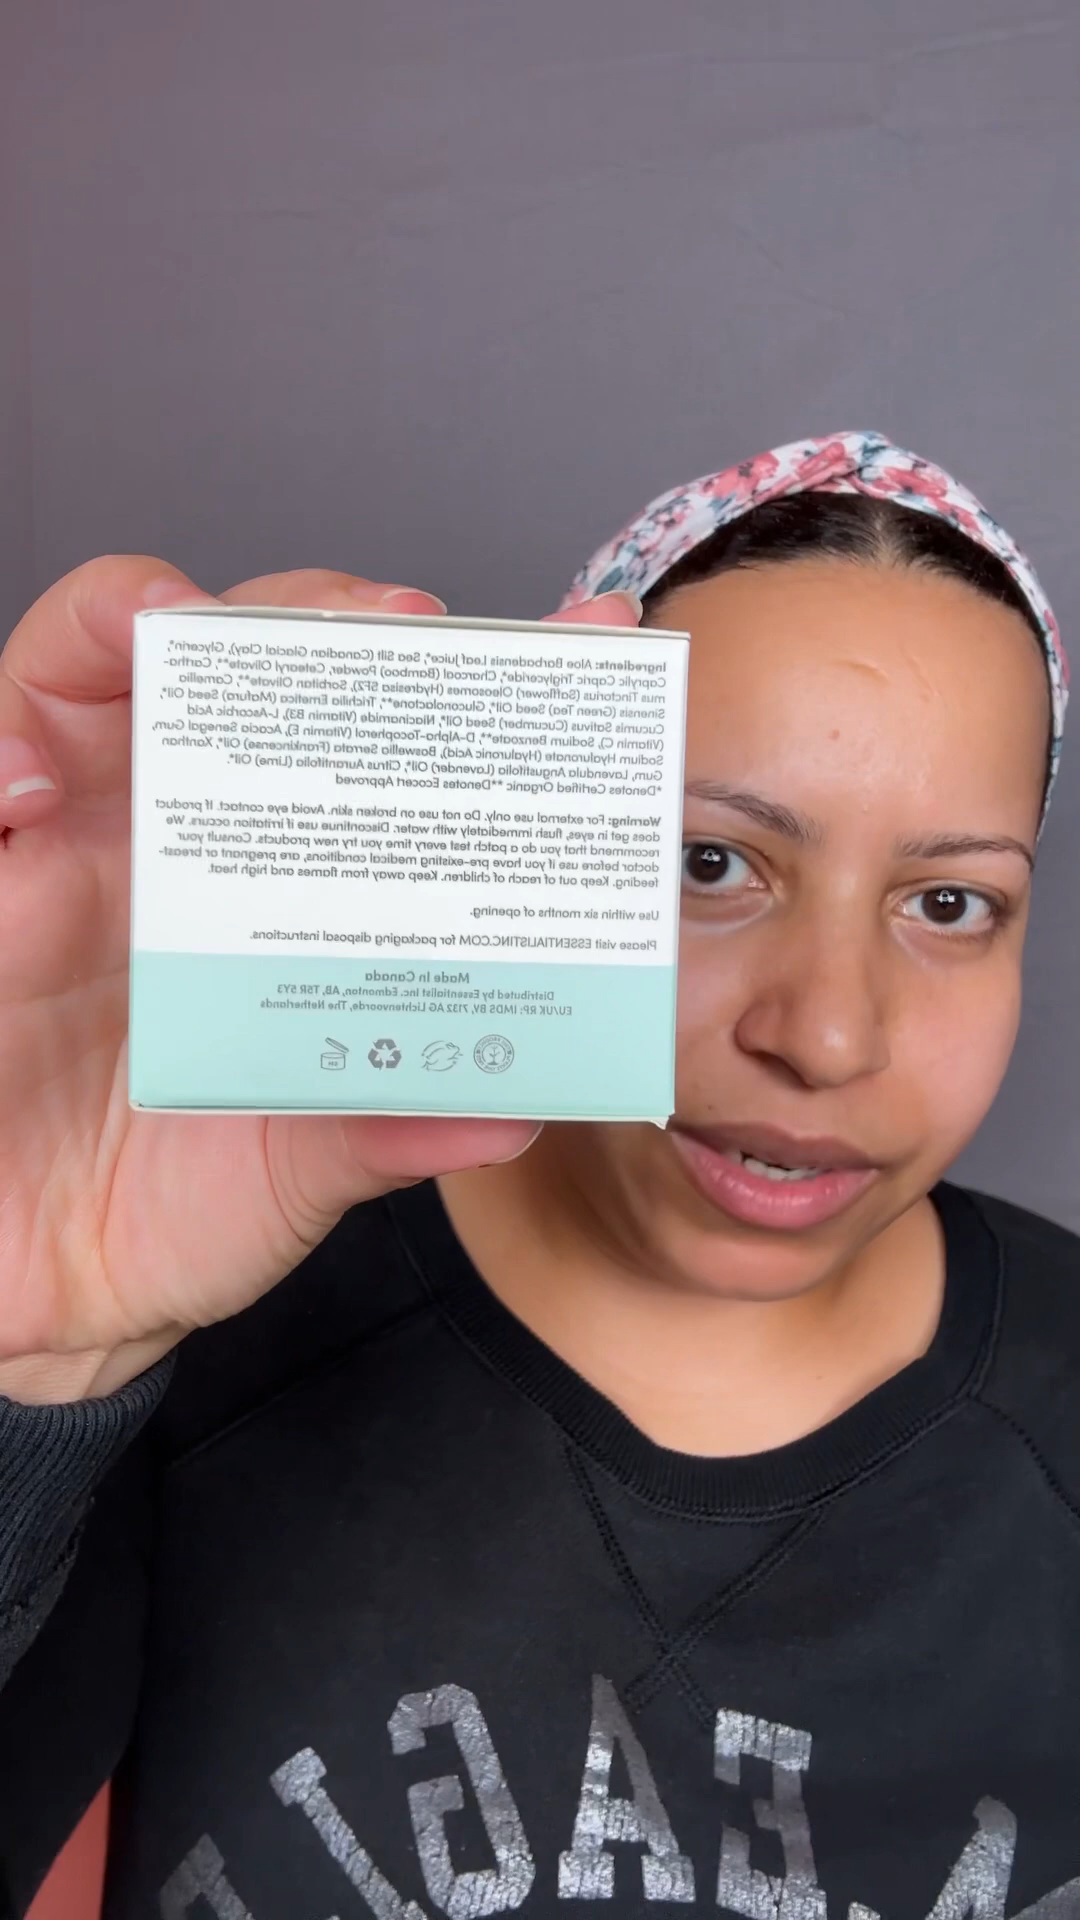 Ingredients: Aloe Barbadensis Leaf Juice*, Sea Silt (Canadian Glacial Clay), Glycerin*,
Caprylic Capric Triglyceride*, Charcoal (Bamboo) Powder, Cetearyl Olivate**, Cartha-
mus Tinctorius (Safflower) Oleosomes (Hydresia SF2), Sorbitan Olivate**, Camellia
Sinensis (Green Tea) Seed Oil*, Gluconolactone**, Trichilia Emetica (Mafura) Seed Oil*,
Cucumis Sativus (Cucumber) Seed Oil*, Niacinamide (Vitamin B3), L-Ascorbic Acid
(Vitamin C), Sodium Benzoate**, D-Alpha-Tocopherol (Vitamin E), Acacia Senegal Gum,
Sodium Hyaluronate (Hyaluronic Acid), Boswellia Serrata (Frankincense) Oil*, Xanthan
Gum, Lavendula Angustifolia (Lavender) Oil*, Citrus Aurantifolia (Lime) Oil*.
*Denotes Certified Organic **Denotes Ecocert Approved
Warning: For external use only. Do not use on broken skin. Avoid eye contact. If product
does get in eyes, flush immediately with water. Discontinue use if irritation occurs. We
recommend that you do a patch test every time you try new products. Consult your
doctor before use if you have pre-existing medical conditions, are pregnant or breast-
feeding. Keep out of reach of children. Keep away from flames and high heat.
Use within six months of opening.
Please visit ESSENTIALISTINC.COM for packaging disposal instructions.
Made In Canada
Distributed by Essentialist Inc. Edmonton, AB, T5R 5Y3
EU/UK RP: IMDS BV, 7132 AG Lichtenvoorde, The Netherlands